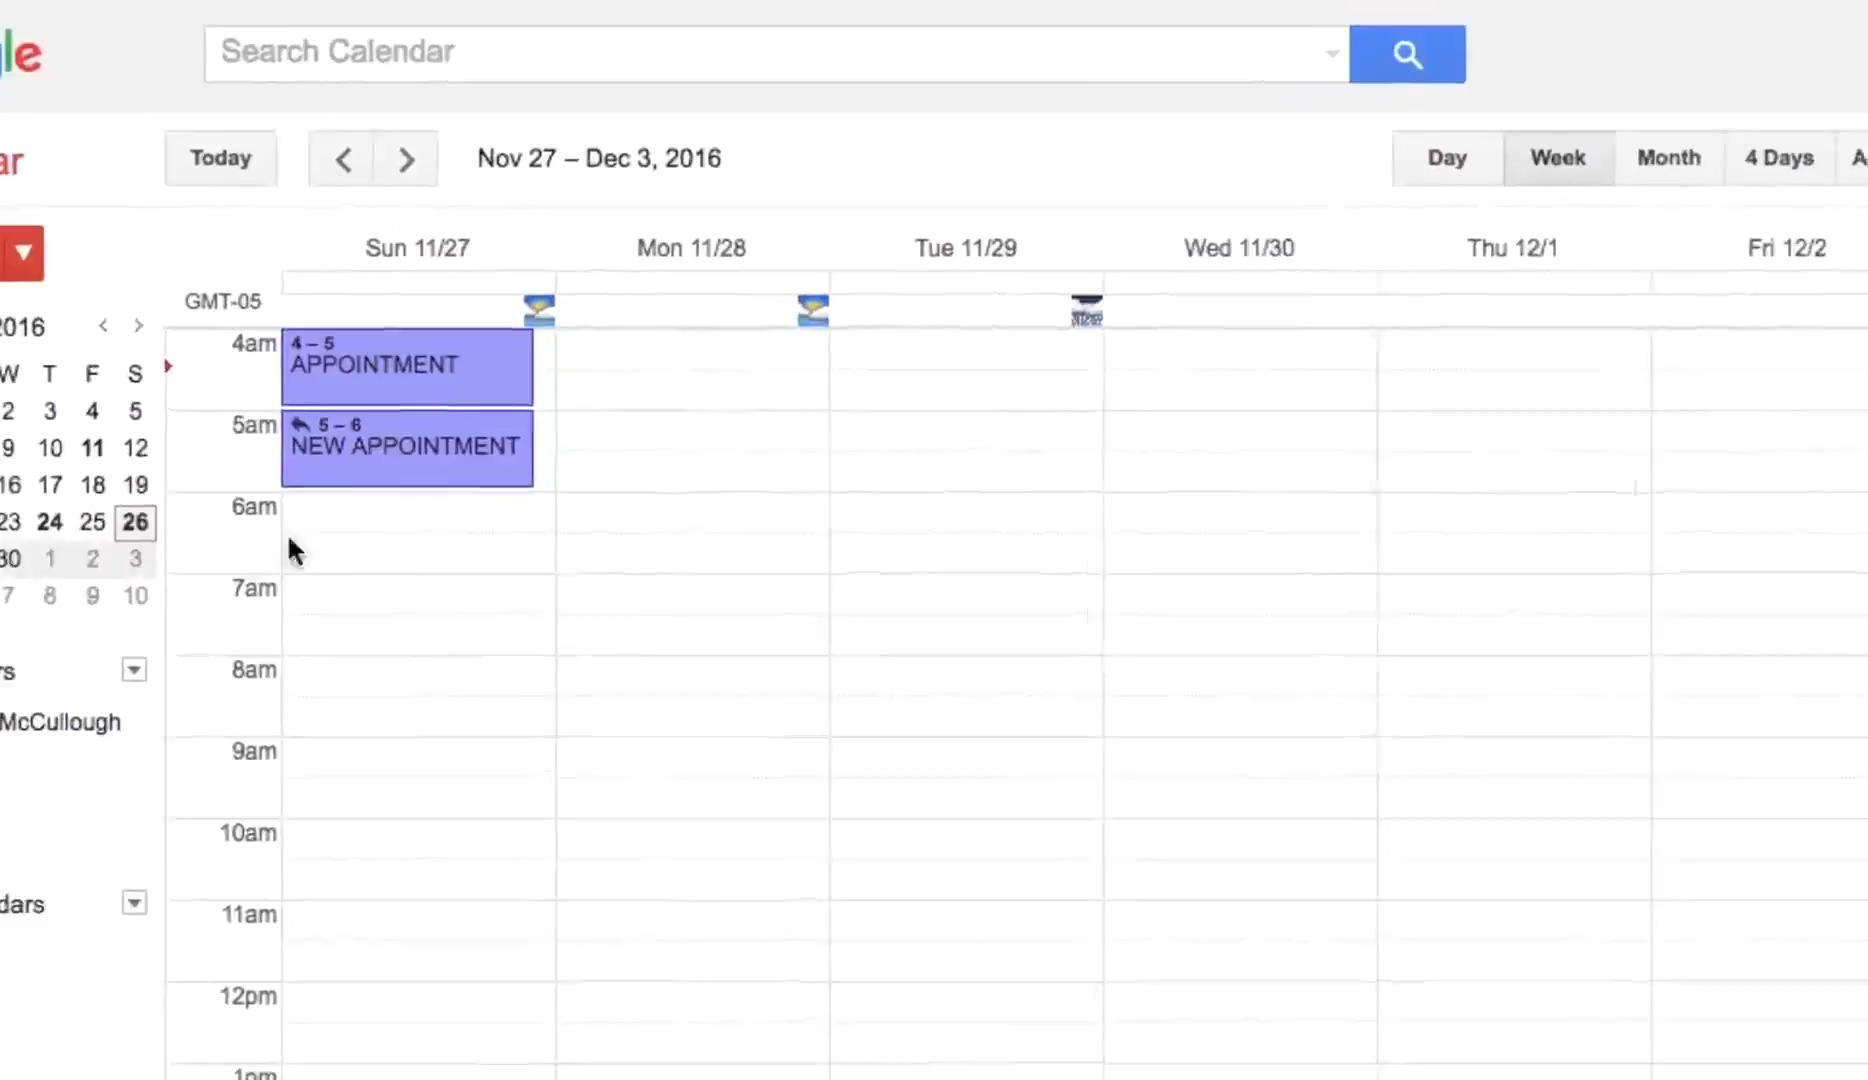 le
Search Calendar
ar
Today
Nov 27 – Dec 3, 2016
Day
Week
Month
4 Days
A
Sun 11/27
Mon 11/28
Tue 11/29
Wed 11/30
Thu 12/1
Fri 12/2
GMT-05
2016
W T F S
2 3 4 5
9 10 11 12
16 17 18 19
23 24 25 26
30 1 2 3
7 8 9 10
rs
McCullough
dars
4am
4 – 5
APPOINTMENT
5am
5 – 6
NEW APPOINTMENT
6am
7am
8am
9am
10am
11am
12pm
1pm